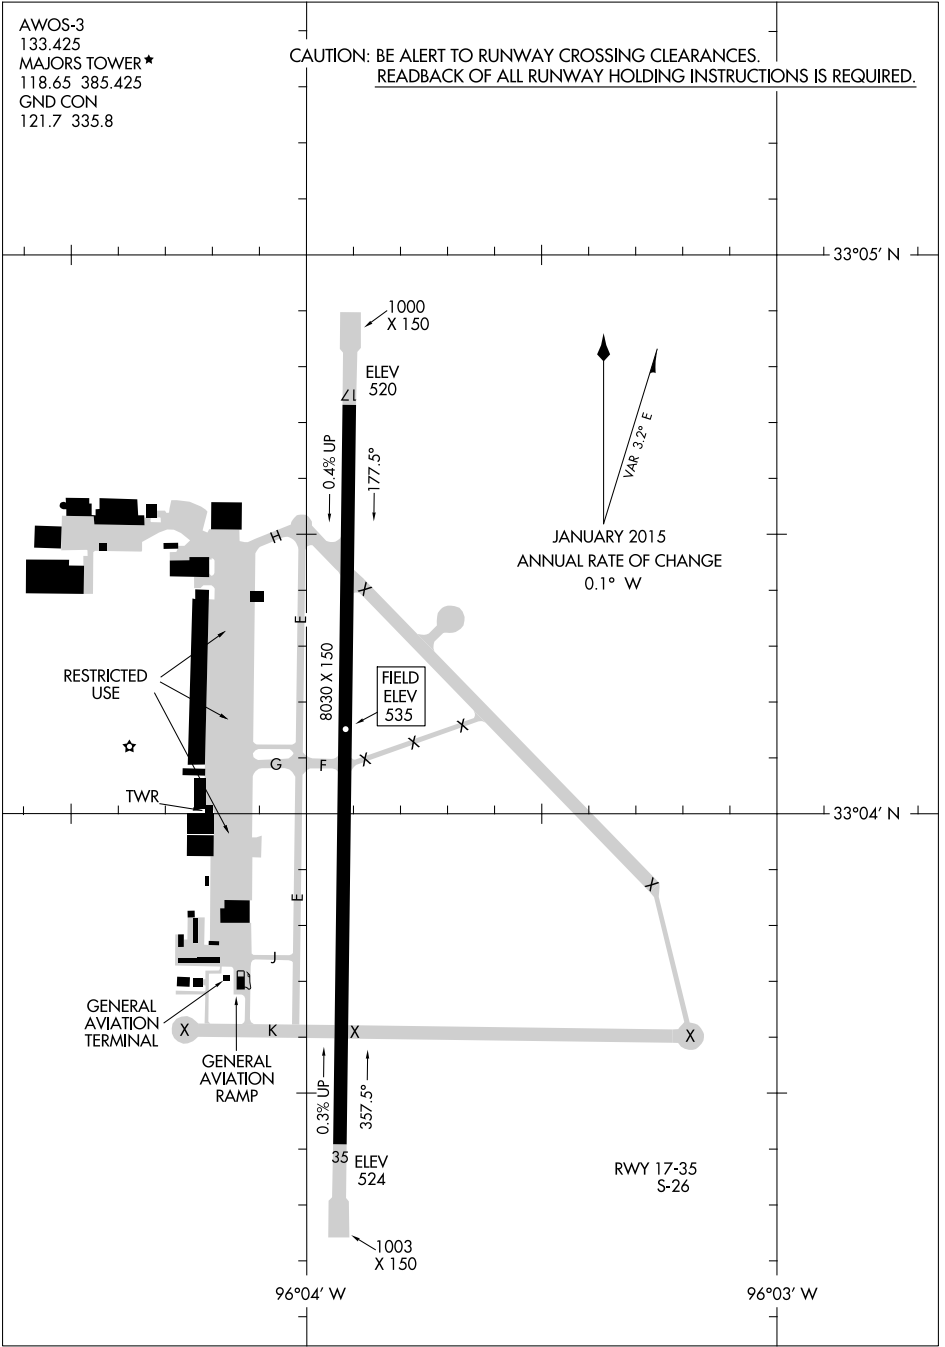 AWOS-3
133.425
MAJORS TOWER★
118.65 385.425
GND CON
121.7 335.8
CAUTION: BE ALERT TO RUNWAY CROSSING CLEARANCES.
READBACK OF ALL RUNWAY HOLDING INSTRUCTIONS IS REQUIRED.
33°05' N
1000
X 150
ELEV
520
17
0.4% UP
177.5°
VAR 3.2° E
JANUARY 2015
ANNUAL RATE OF CHANGE
0.1° W
H
X
E
8030 X 150
RESTRICTED
USE
FIELD
ELEV
535
X
X
X
G
F
TWR
33°04' N
X
E
J
GENERAL
AVIATION
TERMINAL
X
K
X
X
GENERAL
AVIATION
RAMP
0.3% UP
357.5°
35
ELEV
524
RWY 17-35
S-26
1003
X 150
96°04' W
96°03' W